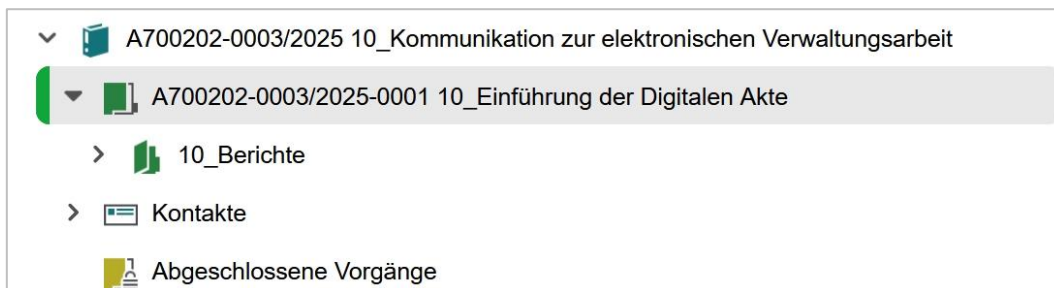 A700202-0003/2025 10_Kommunikation zur elektronischen Verwaltungsarbeit
A700202-0003/2025-0001 10_Einführung der Digitalen Akte
10_Berichte
Kontakte
Abgeschlossene Vorgänge